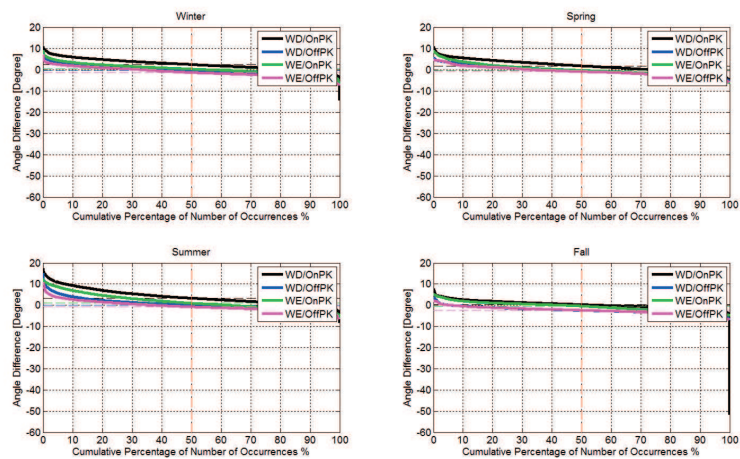 Winter
20
10
0
-10
-20
-30
-40
-50
-60
0 10 20 30 40 50 60 70 80 90 100
Angle Difference [Degree]
Cumulative Percentage of Number of Occurrences %
WD/OnPK
WD/OffPK
WE/OnPK
WE/OffPK
Spring
20
10
0
-10
-20
-30
-40
-50
-60
0 10 20 30 40 50 60 70 80 90 100
Angle Difference [Degree]
Cumulative Percentage of Number of Occurrences %
WD/OnPK
WD/OffPK
WE/OnPK
WE/OffPK
Summer
20
10
0
-10
-20
-30
-40
-50
-60
0 10 20 30 40 50 60 70 80 90 100
Angle Difference [Degree]
Cumulative Percentage of Number of Occurrences %
WD/OnPK
WD/OffPK
WE/OnPK
WE/OffPK
Fall
20
10
0
-10
-20
-30
-40
-50
-60
0 10 20 30 40 50 60 70 80 90 100
Angle Difference [Degree]
Cumulative Percentage of Number of Occurrences %
WD/OnPK
WD/OffPK
WE/OnPK
WE/OffPK